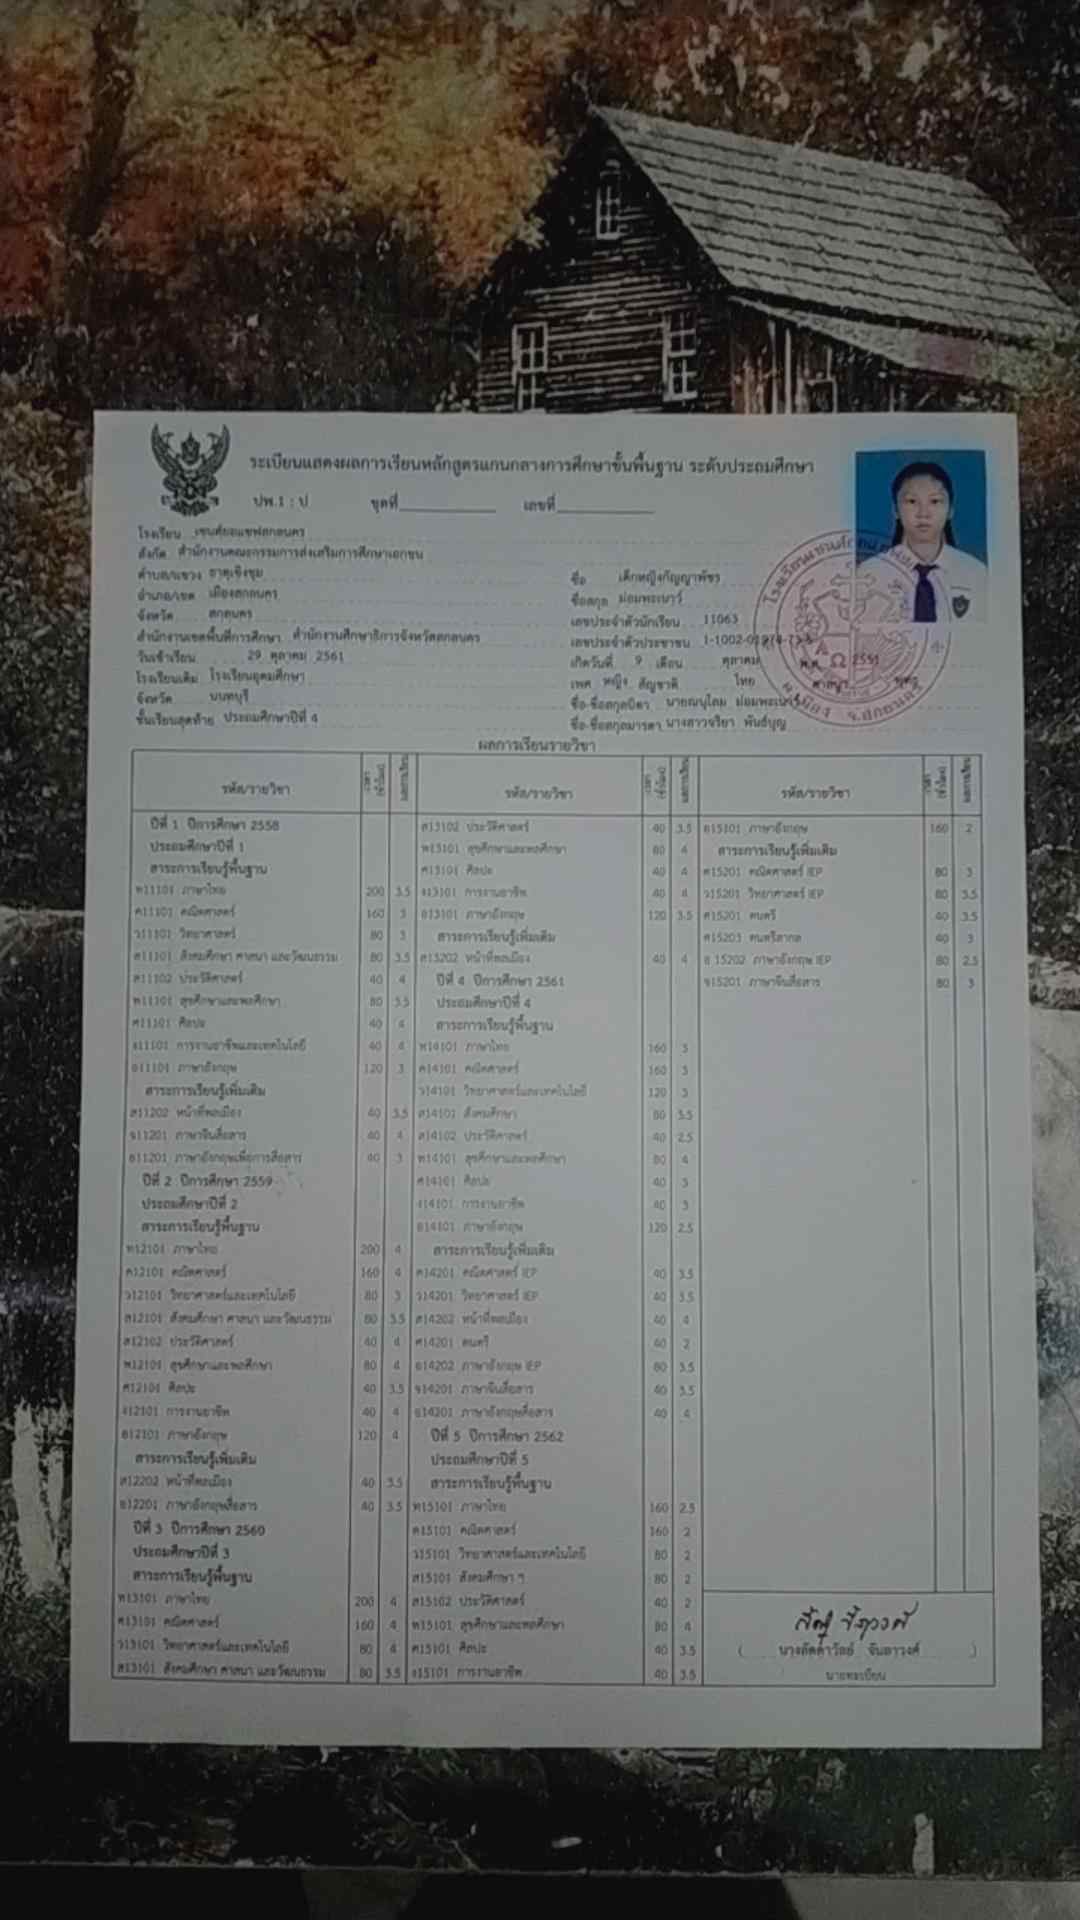 ระเบียนแสดงผลการเรียนหลักสูตรแกนกลางการศึกษาขั้นพื้นฐาน ระดับประถมศึกษา
ปพ.1 : ป ชุดที่ เลขที่
โรงเรียน เซนต์ยอแซฟสกลนคร
สังกัด สำนักงานคณะกรรมการส่งเสริมการศึกษาเอกชน
ตำบล/แขวง ธาตุเชิงชุม
อำเภอ/เขต เมืองสกลนคร
จังหวัด สกลนคร
สำนักงานเขตพื้นที่การศึกษา สำนักงานศึกษาธิการจังหวัดสกลนคร
วันเข้าเรียน 29 ตุลาคม 2561
โรงเรียนเดิม โรงเรียนอุดมศึกษา
จังหวัด นนทบุรี
ชั้นเรียนสุดท้าย ประถมศึกษาปีที่ 4
ชื่อ เด็กหญิงกัญญาพัชร
ชื่อสกุล ม่อมพะเนาว์
เลขประจำตัวนักเรียน 11063
เลขประจำตัวประชาชน
เกิดวันที่ 9 เดือน ตุลาคม พ.ศ. 2551
เพศ หญิง สัญชาติ ไทย ศาสนา พุทธ
ชื่อ-ชื่อสกุลบิดา ม่อมพะเนาว์
ชื่อ-ชื่อสกุลมารดา นางสาวจริยา พันธ์บุญ
ผลการเรียนรายวิชา
รหัส/รายวิชา เวลา (ชั่วโมง) ผลการเรียน
ปีที่ 1 ปีการศึกษา 2558
ประถมศึกษาปีที่ 1
สาระการเรียนรู้พื้นฐาน
ท11101 ภาษาไทย 200 3.5
ค11101 คณิตศาสตร์ 160 3
ว11101 วิทยาศาสตร์ 80 3
ส11101 สังคมศึกษา ศาสนา และวัฒนธรรม 80 3.5
ส11102 ประวัติศาสตร์ 40 4
พ11101 สุขศึกษาและพลศึกษา 80 3.5
ศ11101 ศิลปะ 40 4
ง11101 การงานอาชีพและเทคโนโลยี 40 4
อ11101 ภาษาอังกฤษ 120 3
สาระการเรียนรู้เพิ่มเติม
ส11202 หน้าที่พลเมือง 40 3.5
จ11201 ภาษาจีนสื่อสาร 40 4
อ11201 ภาษาอังกฤษเพื่อการสื่อสาร 40 3
ปีที่ 2 ปีการศึกษา 2559
ประถมศึกษาปีที่ 2
สาระการเรียนรู้พื้นฐาน
ท12101 ภาษาไทย 200 4
ค12101 คณิตศาสตร์ 160 4
ว12101 วิทยาศาสตร์และเทคโนโลยี 80 3
ส12101 สังคมศึกษา ศาสนา และวัฒนธรรม 80 3.5
ส12102 ประวัติศาสตร์ 40 4
พ12101 สุขศึกษาและพลศึกษา 80 4
ศ12101 ศิลปะ 40 3.5
ง12101 การงานอาชีพ 40 4
อ12101 ภาษาอังกฤษ 120 4
สาระการเรียนรู้เพิ่มเติม
ส12202 หน้าที่พลเมือง 40 3.5
อ12201 ภาษาอังกฤษสื่อสาร 40 3.5
ปีที่ 3 ปีการศึกษา 2560
ประถมศึกษาปีที่ 3
สาระการเรียนรู้พื้นฐาน
ท13101 ภาษาไทย 200 4
ค13101 คณิตศาสตร์ 160 4
ว13101 วิทยาศาสตร์และเทคโนโลยี 80 4
ส13101 สังคมศึกษา ศาสนา และวัฒนธรรม 80 3.5
รหัส/รายวิชา เวลา (ชั่วโมง) ผลการเรียน
ส13102 ประวัติศาสตร์ 40 3.5
พ13101 สุขศึกษาและพลศึกษา 80 4
ศ13101 ศิลปะ 40 4
ง13101 การงานอาชีพ 40 4
อ13101 ภาษาอังกฤษ 120 3.5
สาระการเรียนรู้เพิ่มเติม
ส13202 หน้าที่พลเมือง 40 4
ปีที่ 4 ปีการศึกษา 2561
ประถมศึกษาปีที่ 4
สาระการเรียนรู้พื้นฐาน
ท14101 ภาษาไทย 160 3
ค14101 คณิตศาสตร์ 160 3
ว14101 วิทยาศาสตร์และเทคโนโลยี 120 3
ส14101 สังคมศึกษา 80 3.5
ส14102 ประวัติศาสตร์ 40 2.5
พ14101 สุขศึกษาและพลศึกษา 80 4
ศ14101 ศิลปะ 40 3
ง14101 การงานอาชีพ 40 3
อ14101 ภาษาอังกฤษ 120 2.5
สาระการเรียนรู้เพิ่มเติม
ค14201 คณิตศาสตร์ IEP 40 3.5
ว14201 วิทยาศาสตร์ IEP 40 3.5
ส14202 หน้าที่พลเมือง 40 4
ศ14201 ดนตรี 40 2
อ14202 ภาษาอังกฤษ IEP 80 3.5
จ14201 ภาษาจีนสื่อสาร 40 3.5
อ14201 ภาษาอังกฤษสื่อสาร 40 4
ปีที่ 5 ปีการศึกษา 2562
ประถมศึกษาปีที่ 5
สาระการเรียนรู้พื้นฐาน
ท15101 ภาษาไทย 160 2.5
ค15101 คณิตศาสตร์ 160 2
ว15101 วิทยาศาสตร์และเทคโนโลยี 80 2
ส15101 สังคมศึกษา ฯ 80 2
ส15102 ประวัติศาสตร์ 40 2
พ15101 สุขศึกษาและพลศึกษา 80 4
ศ15101 ศิลปะ 40 3.5
ง15101 การงานอาชีพ 40 3.5
รหัส/รายวิชา เวลา (ชั่วโมง) ผลการเรียน
อ15101 ภาษาอังกฤษ 160 2
สาระการเรียนรู้เพิ่มเติม
ค15201 คณิตศาสตร์ IEP 80 3
ว15201 วิทยาศาสตร์ IEP 80 3.5
ศ15201 ดนตรี 40 3.5
ศ15203 ดนตรีสากล 40 3
อ 15202 ภาษาอังกฤษ IEP 80 2.5
จ15201 ภาษาจีนสื่อสาร 80 3
( นางลัดดาวัลย์ จันลาวงศ์ )
นายทะเบียน